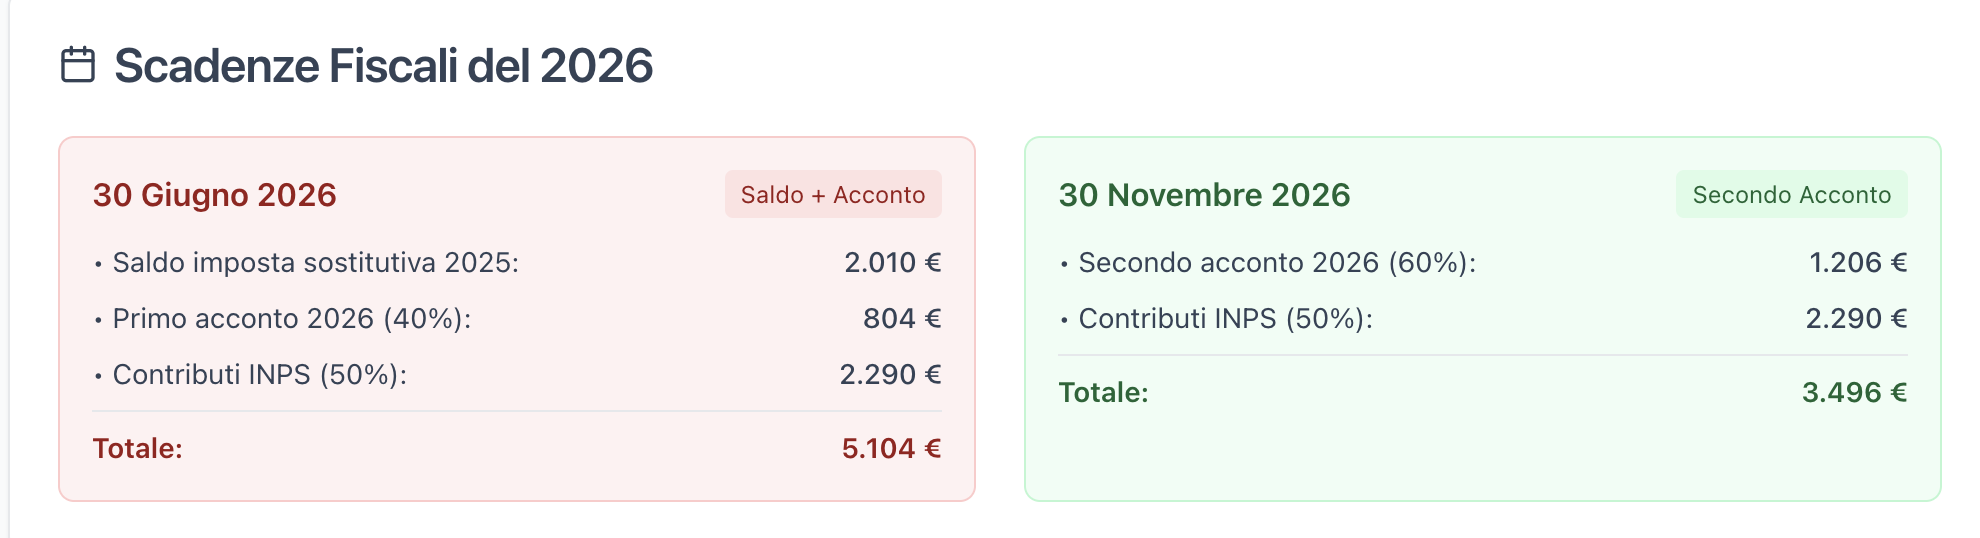 Scadenze Fiscali del 2026
30 Giugno 2026 Saldo + Acconto
• Saldo imposta sostitutiva 2025: 2.010 €
• Primo acconto 2026 (40%): 804 €
• Contributi INPS (50%): 2.290 €
Totale: 5.104 €
30 Novembre 2026 Secondo Acconto
• Secondo acconto 2026 (60%): 1.206 €
• Contributi INPS (50%): 2.290 €
Totale: 3.496 €